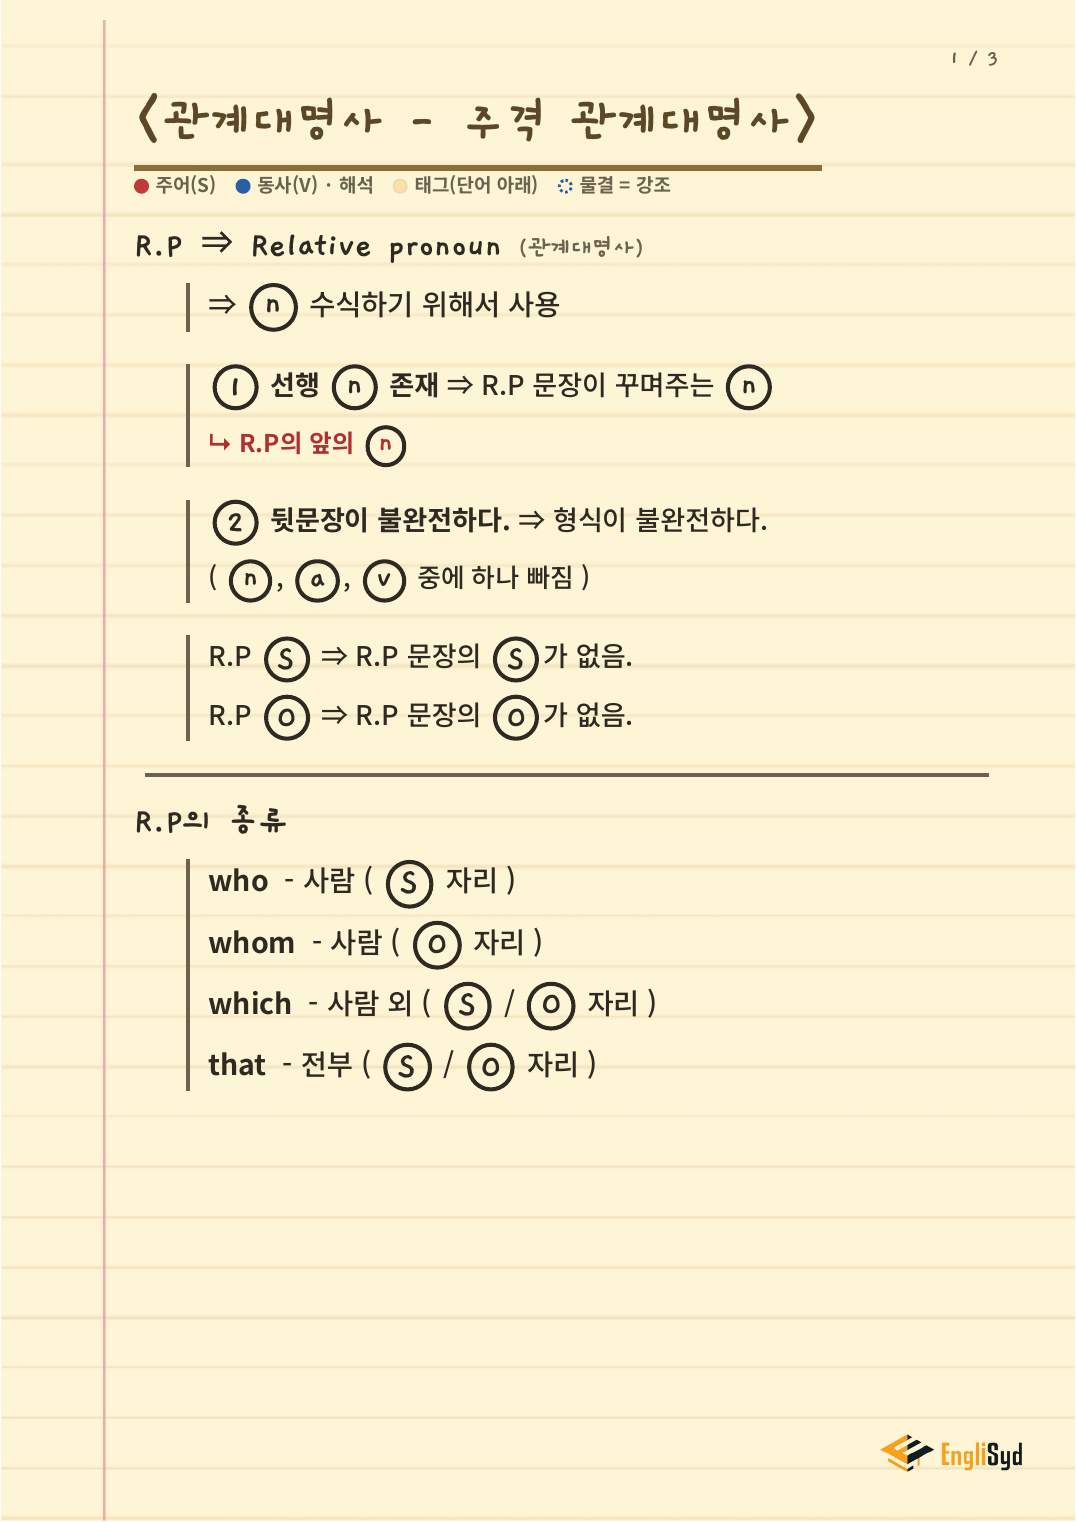 1 / 3
<관계대명사 - 주격 관계대명사>
주어(S) 동사(V) · 해석 태그(단어 아래) 물결 = 강조
R.P ⇒ Relative pronoun (관계대명사)
⇒ n 수식하기 위해서 사용
1 선행 n 존재 ⇒ R.P 문장이 꾸며주는 n
↳ R.P의 앞의 n
2 뒷문장이 불완전하다. ⇒ 형식이 불완전하다.
( n, a, v 중에 하나 빠짐 )
R.P S ⇒ R.P 문장의 S가 없음.
R.P O ⇒ R.P 문장의 O가 없음.
R.P의 종류
who - 사람 ( S 자리 )
whom - 사람 ( O 자리 )
which - 사람 외 ( S / O 자리 )
that - 전부 ( S / O 자리 )
EngliSyd